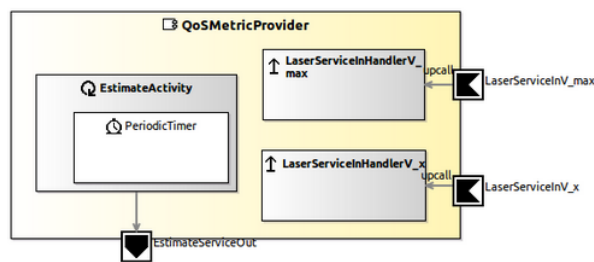 QoSMetricProvider
LaserServiceInHandlerV_
max
upcall
LaserServiceInV_max
EstimateActivity
PeriodicTimer
LaserServiceInHandlerV_x
upcall
LaserServiceInV_x
EstimateServiceOut